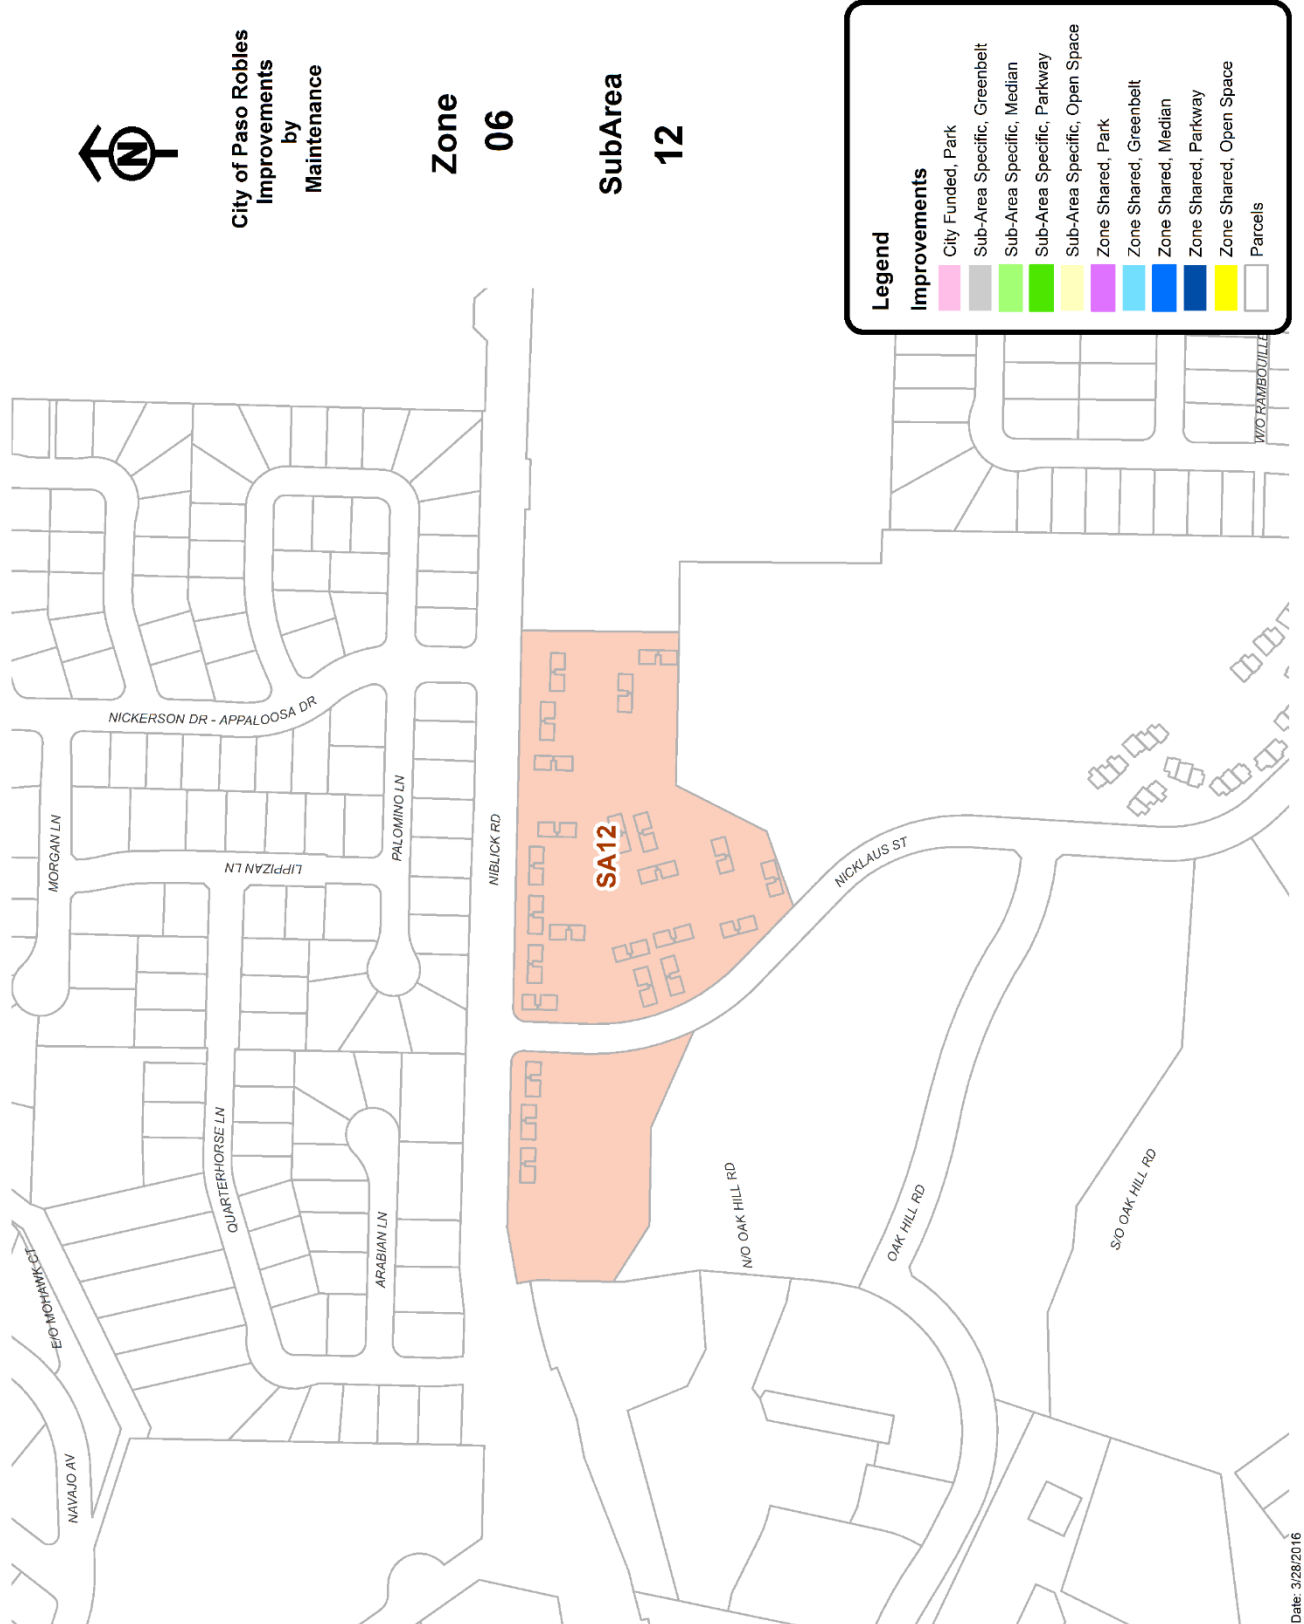 N
City of Paso Robles
Improvements
by
Maintenance
Zone
06
SubArea
12
Legend
Improvements
City Funded, Park
Sub-Area Specific, Greenbelt
Sub-Area Specific, Median
Sub-Area Specific, Parkway
Sub-Area Specific, Open Space
Zone Shared, Park
Zone Shared, Greenbelt
Zone Shared, Median
Zone Shared, Parkway
Zone Shared, Open Space
Parcels
NAVAJO AV
E/O MOHAWK CT
MORGAN LN
NICKERSON DR - APPALOOSA DR
LIPPIZAN LN
QUARTERHORSE LN
ARABIAN LN
PALOMINO LN
NIBLICK RD
SA12
NICKLAUS ST
N/O OAK HILL RD
OAK HILL RD
S/O OAK HILL RD
W/O RAMBOUILLE
Date: 3/28/2016